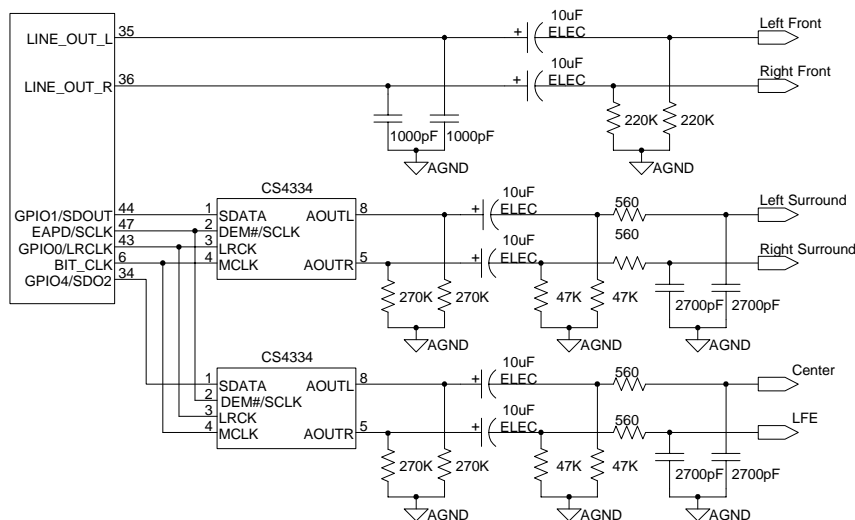 LINE_OUT_L
35
+
10uF
ELEC
Left Front
LINE_OUT_R
36
+
10uF
ELEC
Right Front
1000pF
1000pF
AGND
220K
220K
AGND
CS4334
GPIO1/SDOUT
44
EAPD/SCLK
47
GPIO0/LRCLK
43
BIT_CLK
6
GPIO4/SDO2
34
1
SDATA
2
DEM#/SCLK
3
LRCK
4
MCLK
AOUTL
8
AOUTR
5
+
10uF
ELEC
560
Left Surround
+
10uF
ELEC
560
Right Surround
270K
270K
AGND
47K
47K
AGND
2700pF
2700pF
AGND
CS4334
1
SDATA
2
DEM#/SCLK
3
LRCK
4
MCLK
AOUTL
8
AOUTR
5
+
10uF
ELEC
560
Center
+
10uF
ELEC
560
LFE
270K
270K
AGND
47K
47K
AGND
2700pF
2700pF
AGND